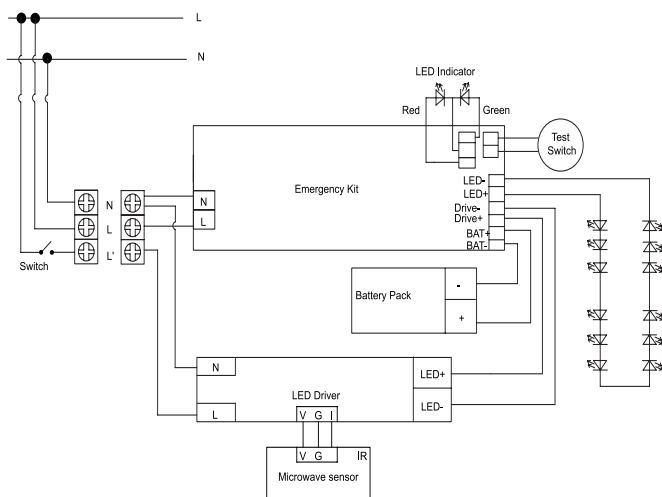 L
N
LED Indicator
Red
Green
Test
Switch
Emergency Kit
LED-
LED+
Drive-
Drive+
BAT+
BAT-
N
L
N
L
L'
Switch
Battery Pack
-
+
N
L
LED Driver
LED+
LED-
V G I
V G IR
Microwave sensor